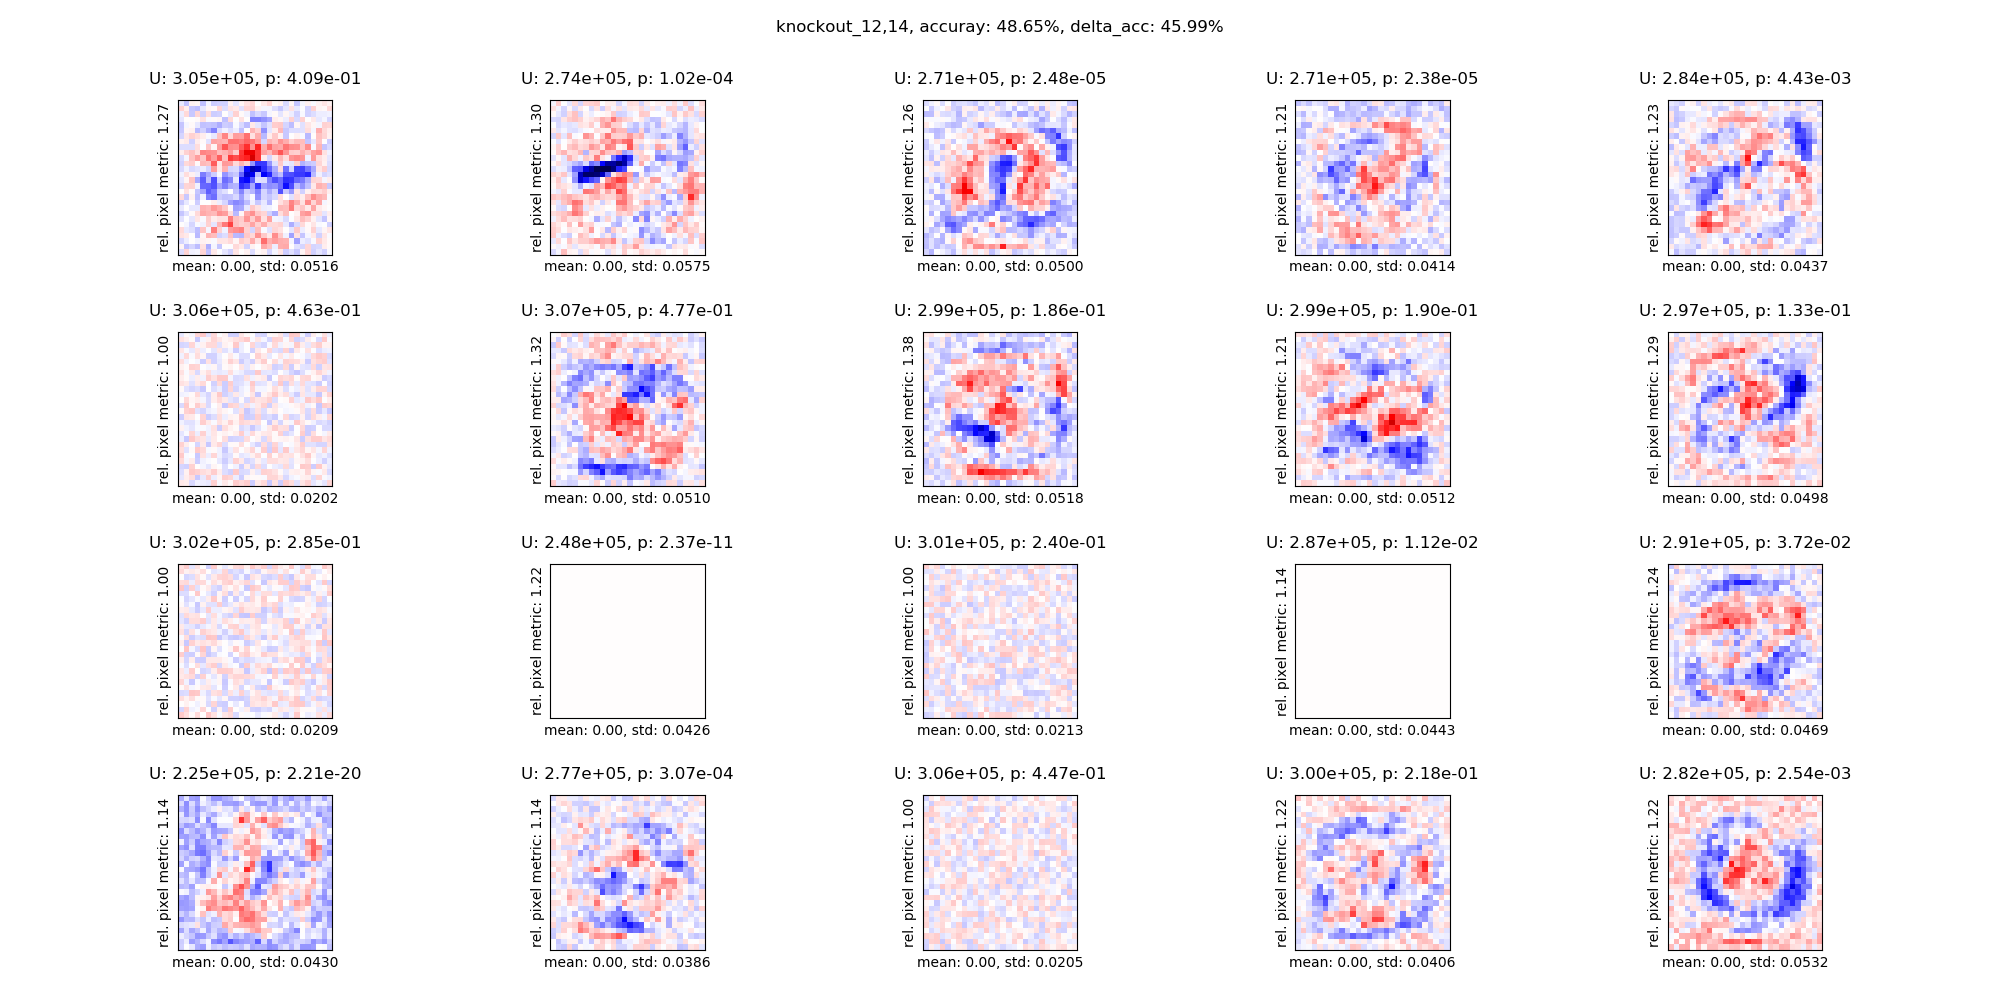 knockout_12,14, accuray: 48.65%, delta_acc: 45.99%
U: 3.05e+05, p: 4.09e-01
rel. pixel metric: 1.27
mean: 0.00, std: 0.0516
U: 2.74e+05, p: 1.02e-04
rel. pixel metric: 1.30
mean: 0.00, std: 0.0575
U: 2.71e+05, p: 2.48e-05
rel. pixel metric: 1.26
mean: 0.00, std: 0.0500
U: 2.71e+05, p: 2.38e-05
rel. pixel metric: 1.21
mean: 0.00, std: 0.0414
U: 2.84e+05, p: 4.43e-03
rel. pixel metric: 1.23
mean: 0.00, std: 0.0437
U: 3.06e+05, p: 4.63e-01
rel. pixel metric: 1.00
mean: 0.00, std: 0.0202
U: 3.07e+05, p: 4.77e-01
rel. pixel metric: 1.32
mean: 0.00, std: 0.0510
U: 2.99e+05, p: 1.86e-01
rel. pixel metric: 1.38
mean: 0.00, std: 0.0518
U: 2.99e+05, p: 1.90e-01
rel. pixel metric: 1.21
mean: 0.00, std: 0.0512
U: 2.97e+05, p: 1.33e-01
rel. pixel metric: 1.29
mean: 0.00, std: 0.0498
U: 3.02e+05, p: 2.85e-01
rel. pixel metric: 1.00
mean: 0.00, std: 0.0209
U: 2.48e+05, p: 2.37e-11
rel. pixel metric: 1.22
mean: 0.00, std: 0.0426
U: 3.01e+05, p: 2.40e-01
rel. pixel metric: 1.00
mean: 0.00, std: 0.0213
U: 2.87e+05, p: 1.12e-02
rel. pixel metric: 1.14
mean: 0.00, std: 0.0443
U: 2.91e+05, p: 3.72e-02
rel. pixel metric: 1.24
mean: 0.00, std: 0.0469
U: 2.25e+05, p: 2.21e-20
rel. pixel metric: 1.14
mean: 0.00, std: 0.0430
U: 2.77e+05, p: 3.07e-04
rel. pixel metric: 1.14
mean: 0.00, std: 0.0386
U: 3.06e+05, p: 4.47e-01
rel. pixel metric: 1.00
mean: 0.00, std: 0.0205
U: 3.00e+05, p: 2.18e-01
rel. pixel metric: 1.22
mean: 0.00, std: 0.0406
U: 2.82e+05, p: 2.54e-03
rel. pixel metric: 1.22
mean: 0.00, std: 0.0532